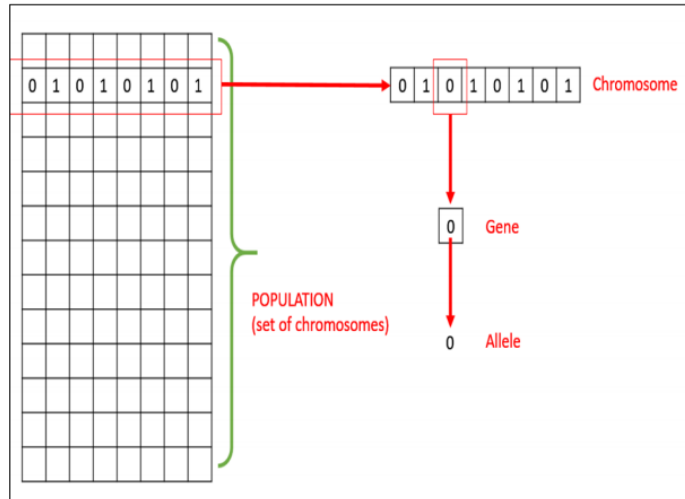 0 1 0 1 0 1 0 1
0 1 0 1 0 1 0 1 Chromosome
0 Gene
POPULATION
(set of chromosomes)
0 Allele